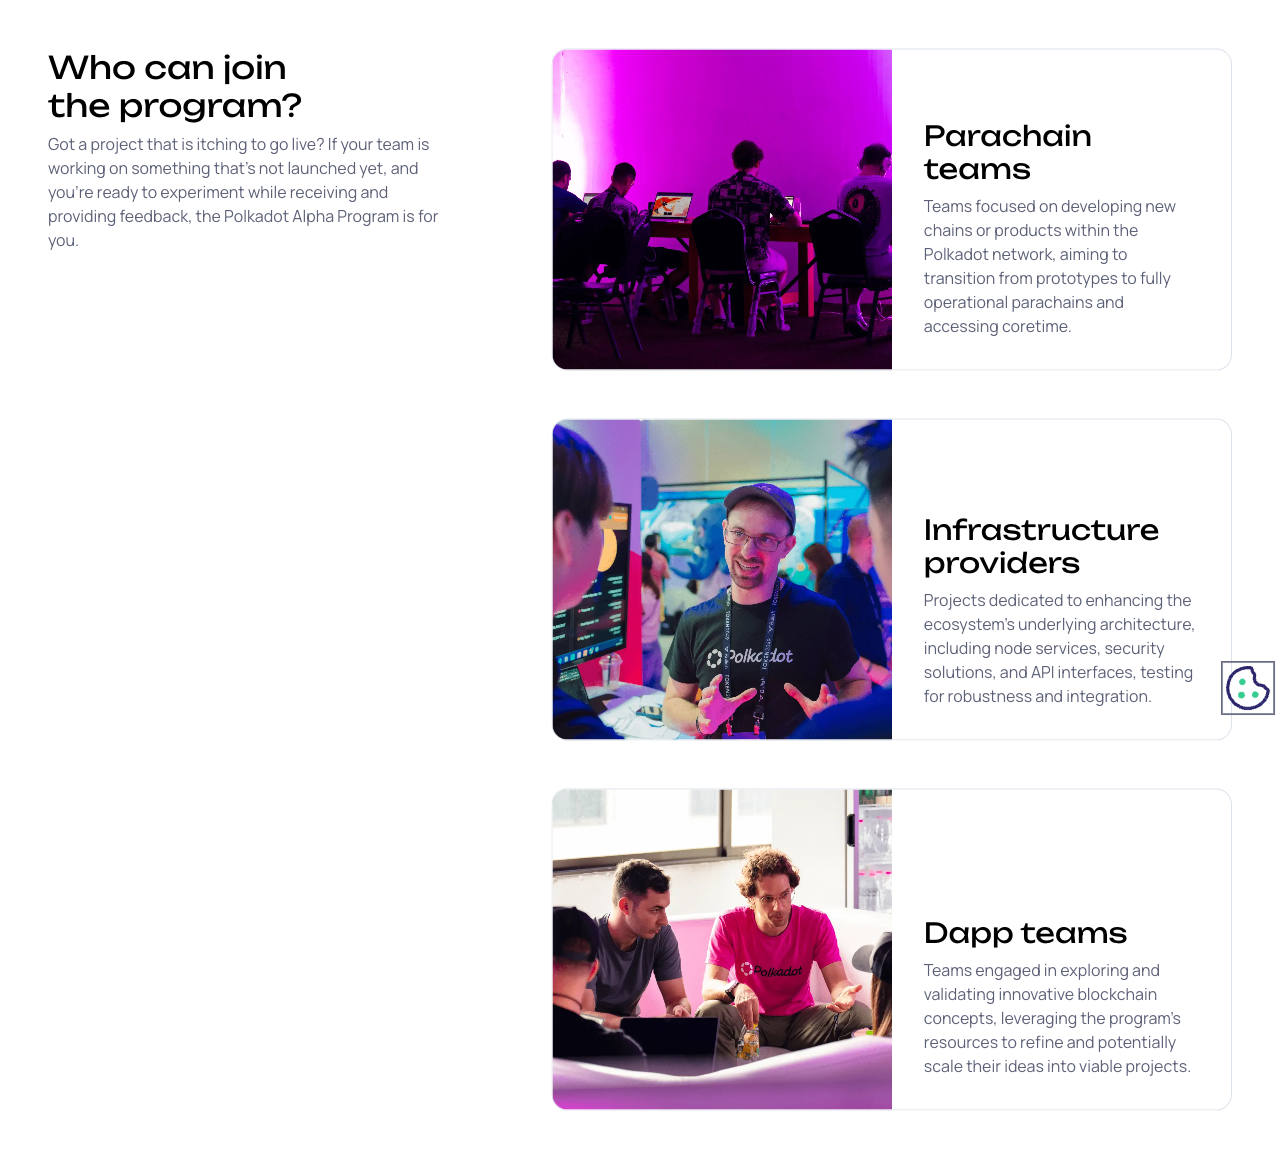 Who can join
the program?
Got a project that is itching to go live? If your team is
working on something that's not launched yet, and
you're ready to experiment while receiving and
providing feedback, the Polkadot Alpha Program is for
you.
Parachain
teams
Teams focused on developing new
chains or products within the
Polkadot network, aiming to
transition from prototypes to fully
operational parachains and
accessing coretime.
Polkadot
Infrastructure
providers
Projects dedicated to enhancing the
ecosystem's underlying architecture,
including node services, security
solutions, and API interfaces, testing
for robustness and integration.
Polkadot
Dapp teams
Teams engaged in exploring and
validating innovative blockchain
concepts, leveraging the program's
resources to refine and potentially
scale their ideas into viable projects.